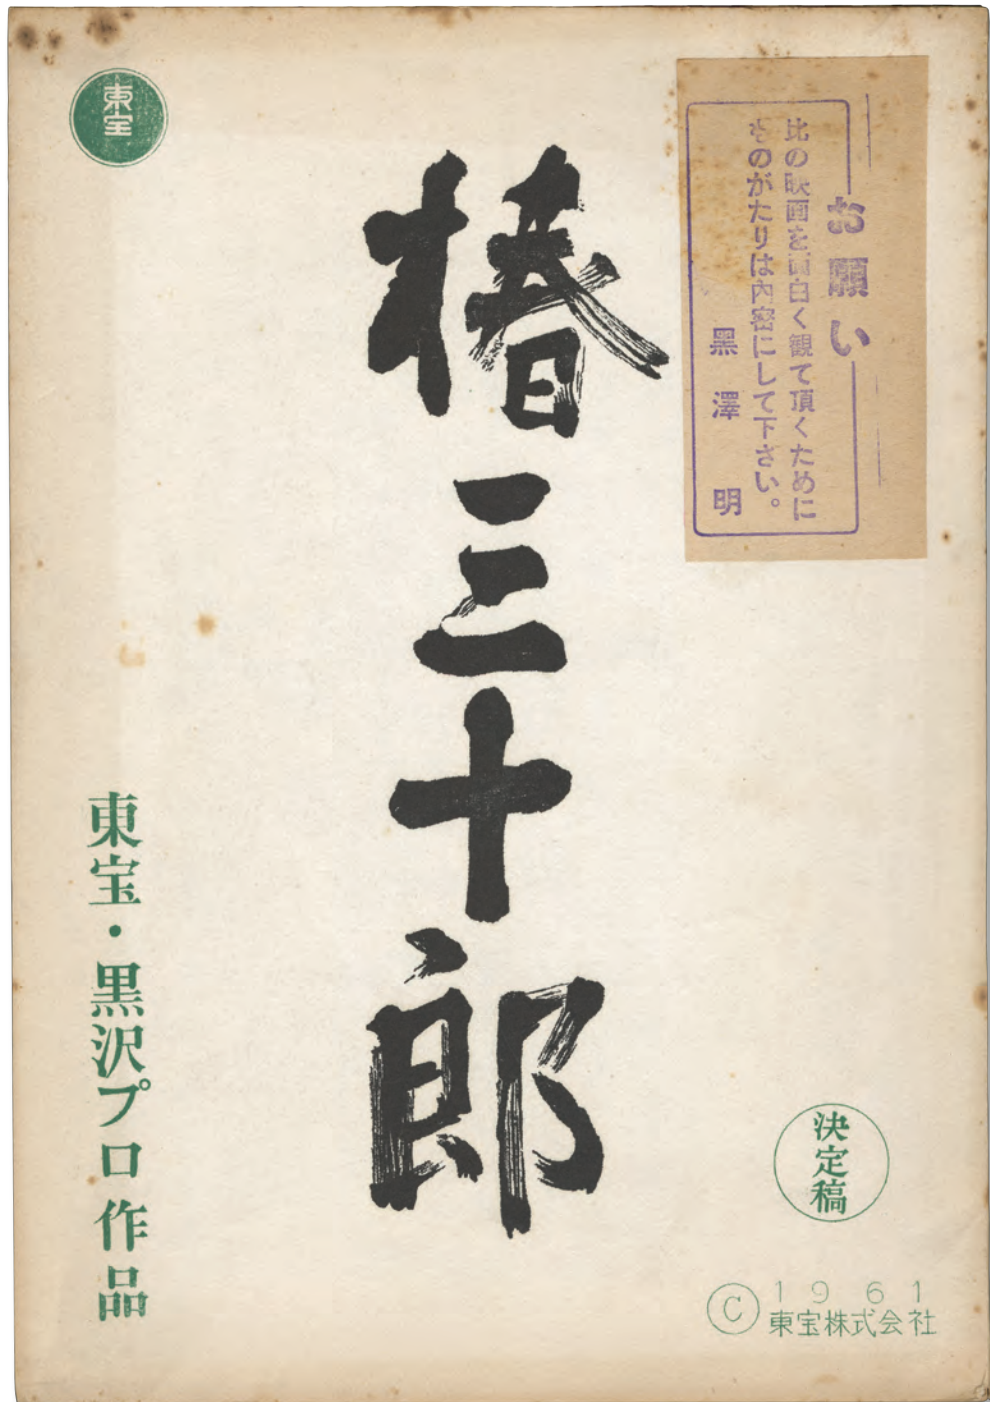 お願い
此の映画を面白く観て頂くために
ものがたりは内密にして下さい。
黒澤明
椿三十郎
東宝
東宝・黒沢プロ作品
決定稿
© 1961
東宝株式会社